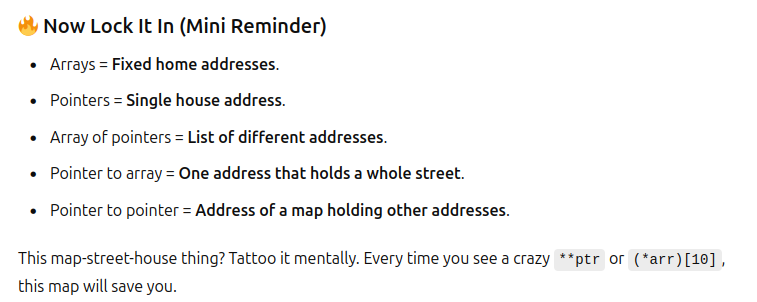 🔥 Now Lock It In (Mini Reminder)
• Arrays = Fixed home addresses.
• Pointers = Single house address.
• Array of pointers = List of different addresses.
• Pointer to array = One address that holds a whole street.
• Pointer to pointer = Address of a map holding other addresses.
This map-street-house thing? Tattoo it mentally. Every time you see a crazy **ptr or (*arr)[10],
this map will save you.